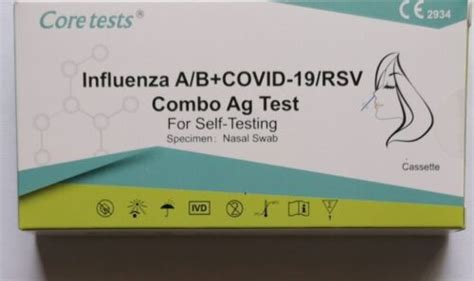 Core tests®
CE 2934
Influenza A/B+COVID-19/RSV
Combo Ag Test
For Self-Testing
Specimen: Nasal Swab
Cassette
IVD